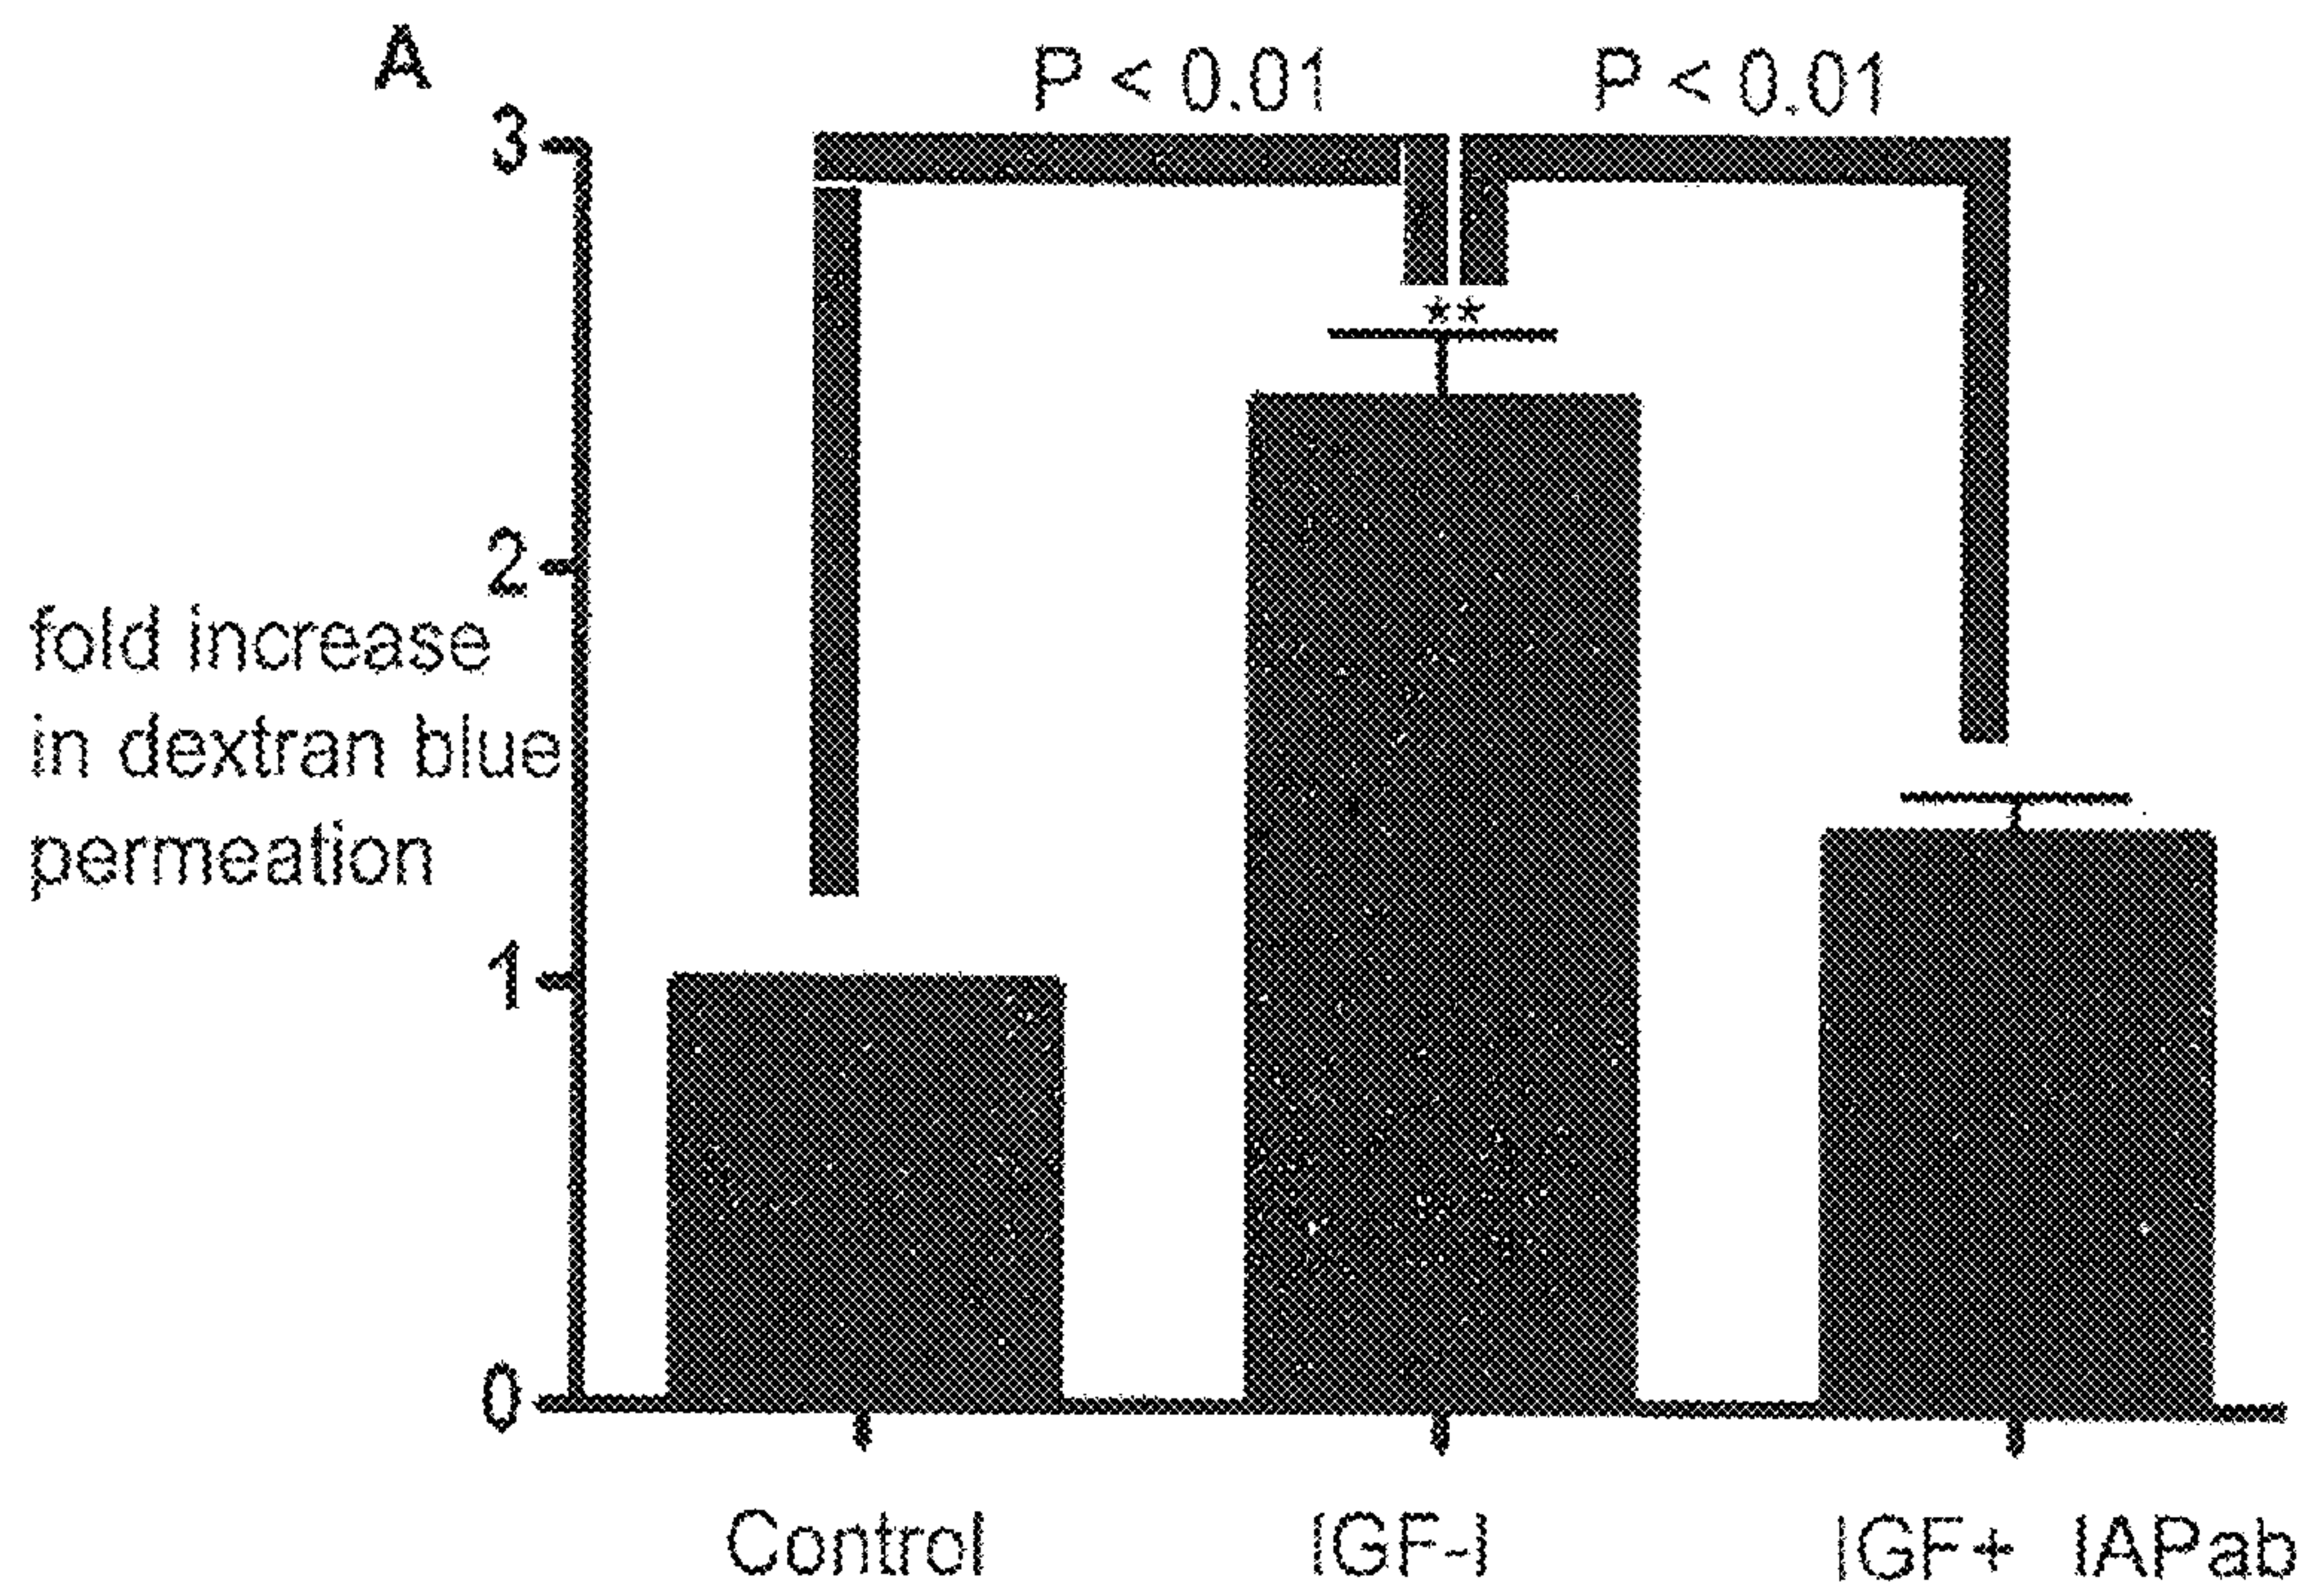 A
P < 0.01 P < 0.01
3
**
2
fold increase
in dextran blue
permeation
1
0
Control IGF-I IGF+ IAPab